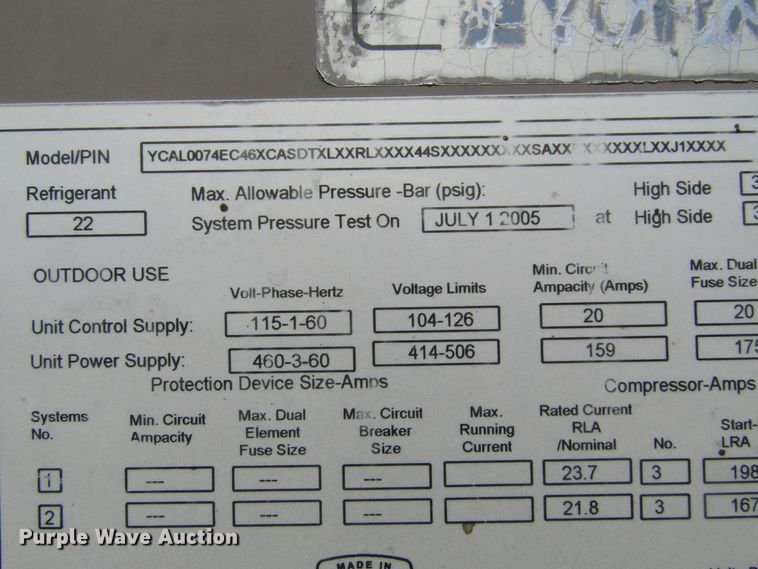 Model/PIN
Refrigerant
22
Max. Allowable Pressure -Bar (psig):
High Side
System Pressure Test On
JULY 1 2005
at
High Side
OUTDOOR USE
Volt-Phase-Hertz
Voltage Limits
Min. Circuit
Ampacity (Amps)
Max. Dual
Fuse Size
Unit Control Supply:
115-1-60
104-126
20
20
Unit Power Supply:
460-3-60
414-506
159
175
Protection Device Size-Amps
Compressor-Amps
Systems
No.
Min. Circuit
Ampacity
Max. Dual
Element
Fuse Size
Max. Circuit
Breaker
Size
Max.
Running
Current
Rated Current
RLA
/Nominal
No.
Start-
LRA
1
---
---
---
23.7
3
198
2
---
---
---
21.8
3
167
MADE IN
Purple Wave Auction